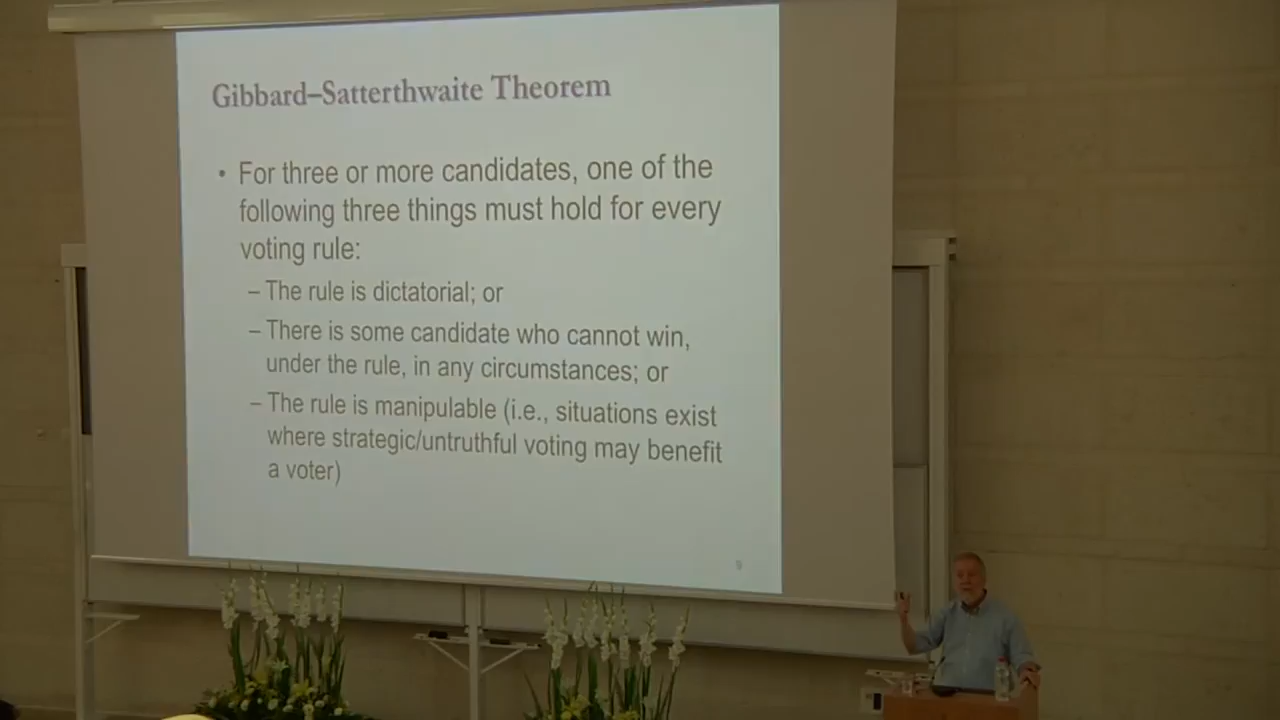 Gibbard–Satterthwaite Theorem
• For three or more candidates, one of the
following three things must hold for every
voting rule:
– The rule is dictatorial; or
– There is some candidate who cannot win,
under the rule, in any circumstances; or
– The rule is manipulable (i.e., situations exist
where strategic/untruthful voting may benefit
a voter)
9